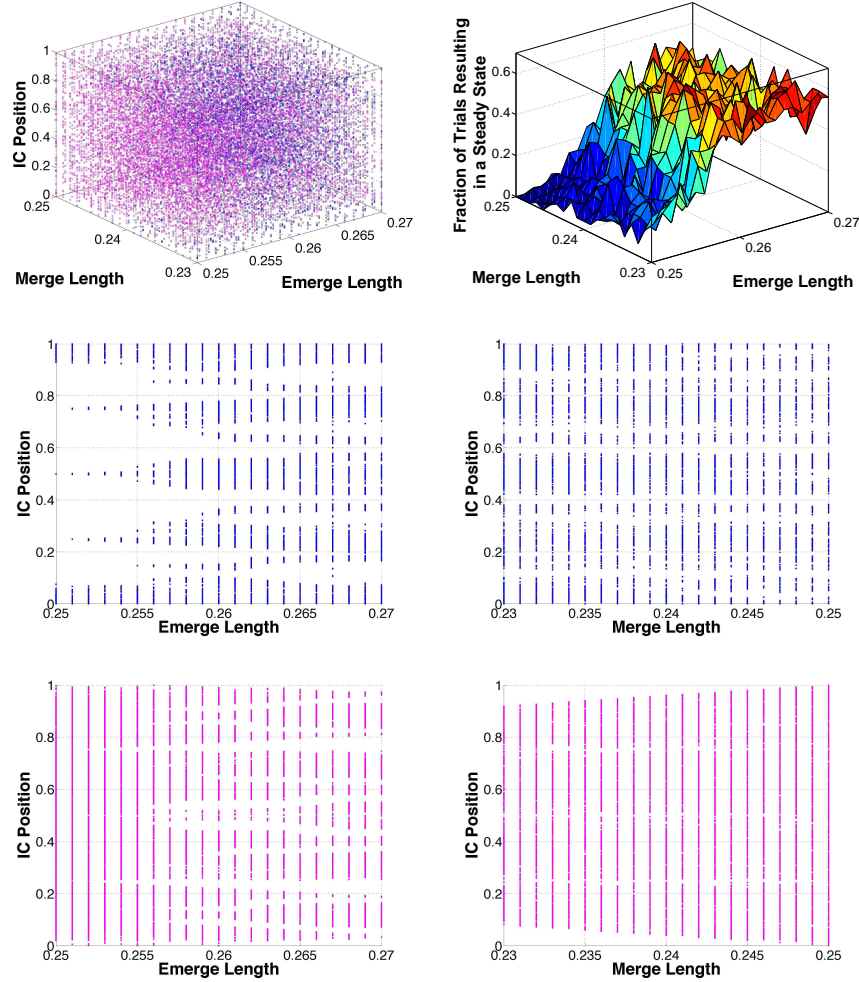 IC Position
1
0.8
0.6
0.4
0.2
0
0.25
0.24
0.23
Merge Length
0.25
0.255
0.26
0.265
0.27
Emerge Length
Fraction of Trials Resulting
in a Steady State
0.6
0.4
0.2
0
0.25
0.24
0.23
Merge Length
0.25
0.26
0.27
Emerge Length
IC Position
1
0.8
0.6
0.4
0.2
0
0.25 0.255 0.26 0.265 0.27
Emerge Length
IC Position
1
0.8
0.6
0.4
0.2
0
0.23 0.235 0.24 0.245 0.25
Merge Length
IC Position
1
0.8
0.6
0.4
0.2
0
0.25 0.255 0.26 0.265 0.27
Emerge Length
IC Position
1
0.8
0.6
0.4
0.2
0
0.23 0.235 0.24 0.245 0.25
Merge Length